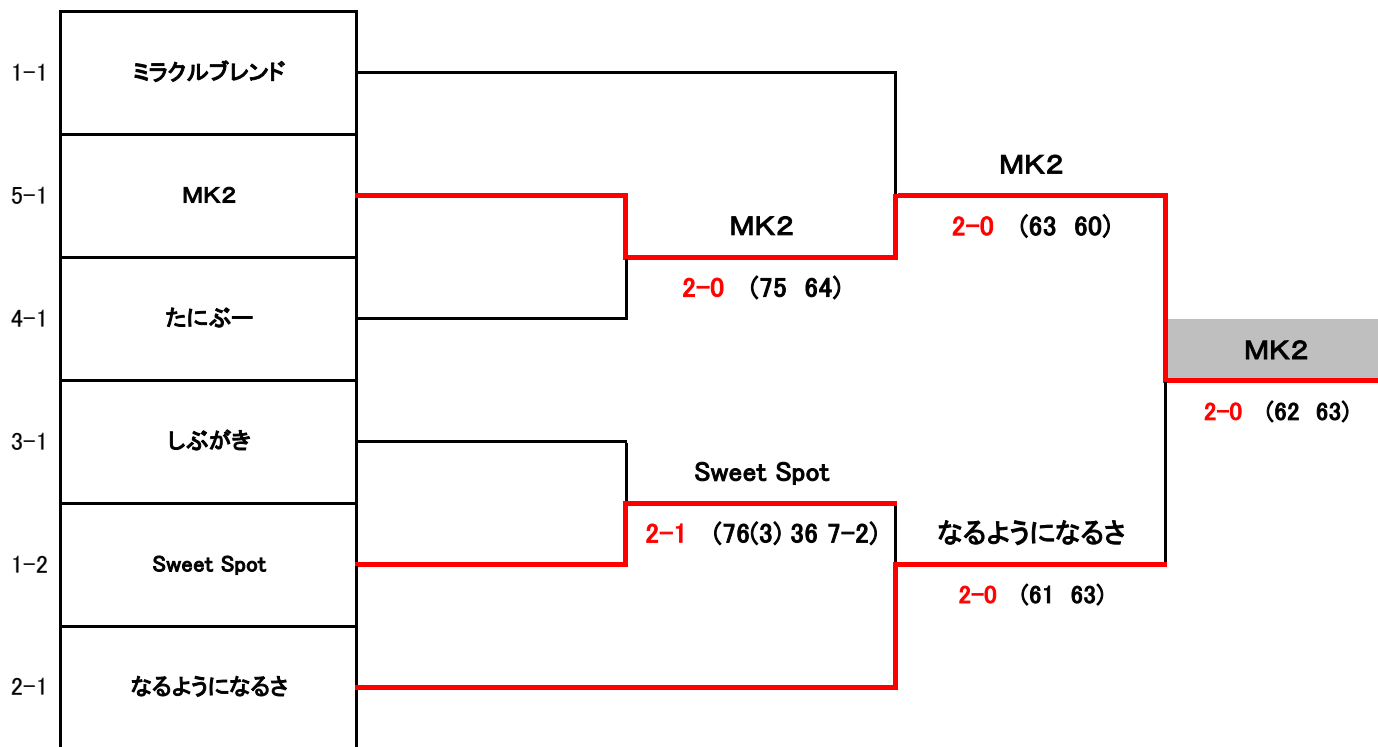 1-1 ミラクルブレンド
MK2
5-1 MK2
MK2
2-0 (63 60)
2-0 (75 64)
4-1 たにぶー
MK2
2-0 (62 63)
3-1 しぶがき
Sweet Spot
2-1 (76(3) 36 7-2)
なるようになるさ
1-2 Sweet Spot
2-0 (61 63)
2-1 なるようになるさ